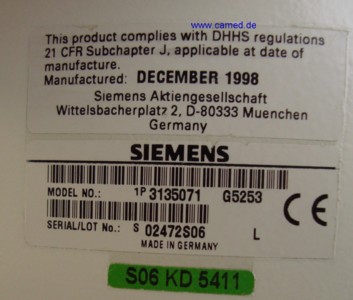 www.camed.de
This product complies with DHHS regulations
21 CFR Subchapter J, applicable at date of
manufacture.
Manufactured: DECEMBER 1998
Siemens Aktiengesellschaft
Wittelsbacherplatz 2, D-80333 Muenchen
Germany
SIEMENS
MODEL NO.: 1P 3135071 G5253
CE
SERIAL/LOT No.: S 02472S06 L
MADE IN GERMANY
S06 KD 5411